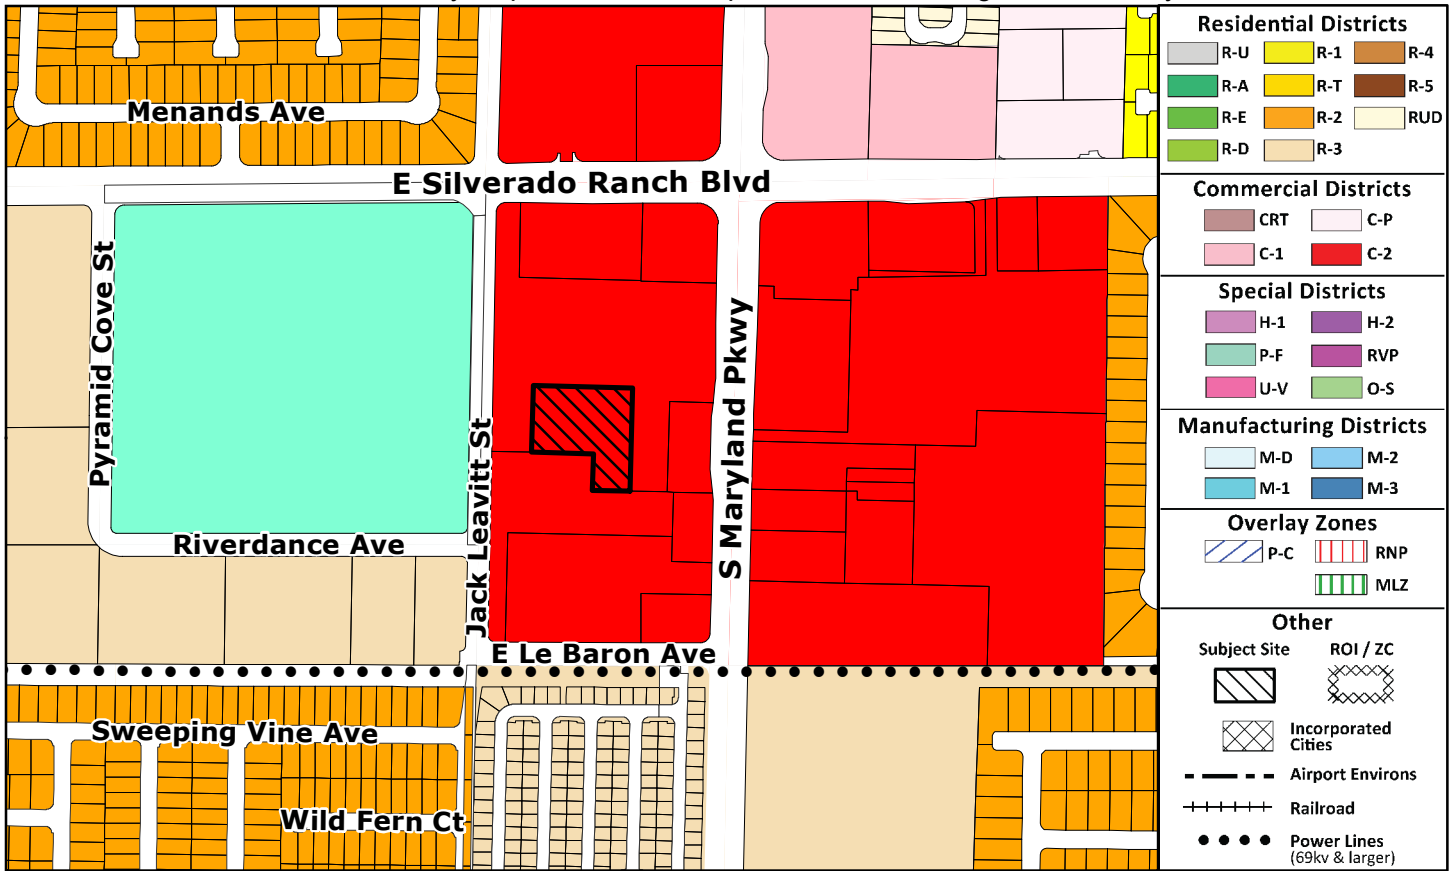 Menands Ave
E Silverado Ranch Blvd
Pyramid Cove St
Jack Leavitt St
S Maryland Pkwy
Riverdance Ave
E Le Baron Ave
Sweeping Vine Ave
Wild Fern Ct
Residential Districts
R-U R-1 R-4
R-A R-T R-5
R-E R-2 RUD
R-D R-3
Commercial Districts
CRT C-P
C-1 C-2
Special Districts
H-1 H-2
P-F RVP
U-V O-S
Manufacturing Districts
M-D M-2
M-1 M-3
Overlay Zones
P-C RNP
MLZ
Other
Subject Site ROI / ZC
Incorporated
Cities
Airport Environs
Railroad
Power Lines
(69kv & larger)